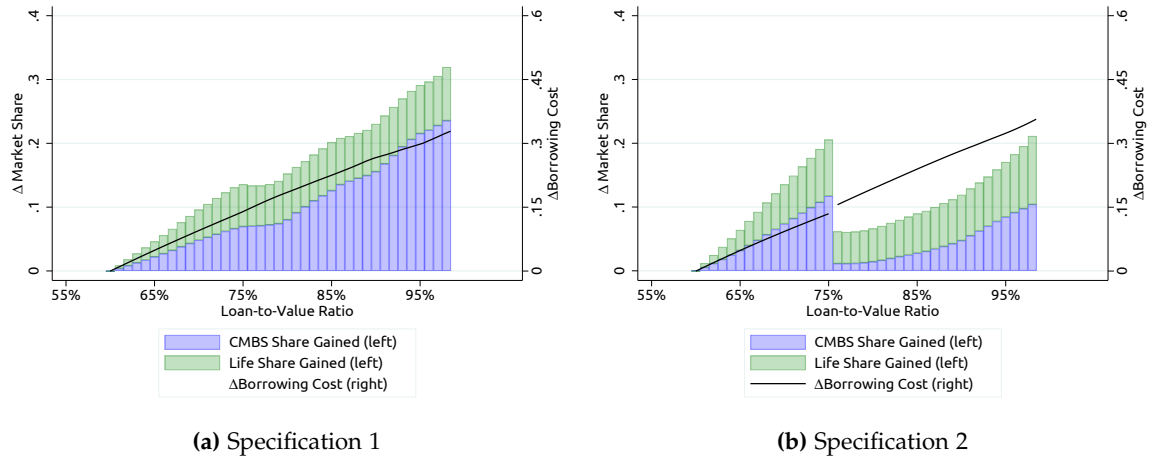 .4
.3
.2
.1
0
Δ Market Share
.6
.45
.3
.15
0
ΔBorrowing Cost
55% 65% 75% 85% 95%
Loan-to-Value Ratio
CMBS Share Gained (left)
Life Share Gained (left)
ΔBorrowing Cost (right)
(a) Specification 1
.4
.3
.2
.1
0
Δ Market Share
.6
.45
.3
.15
0
ΔBorrowing Cost
55% 65% 75% 85% 95%
Loan-to-Value Ratio
CMBS Share Gained (left)
Life Share Gained (left)
ΔBorrowing Cost (right)
(b) Specification 2